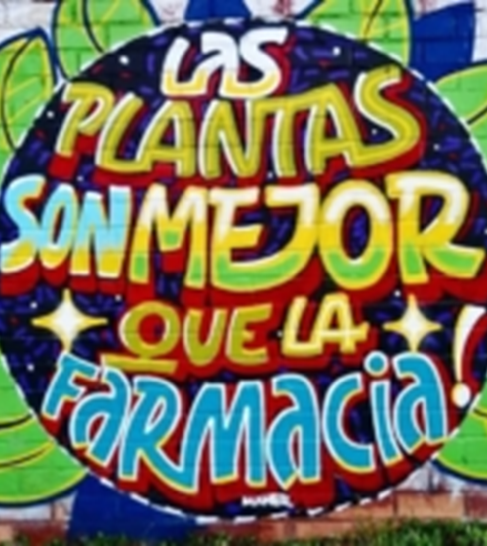 LaS
PLANTAS
SON MEJOR
QUE LA
FaRMaCia!